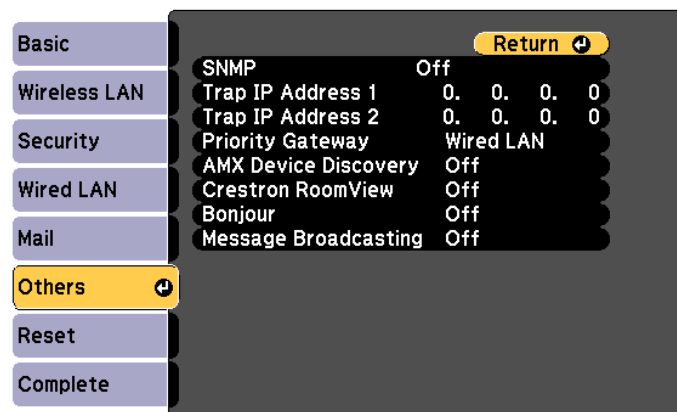 Basic
Wireless LAN
Security
Wired LAN
Mail
Others
Reset
Complete
Return
SNMP Off
Trap IP Address 1 0. 0. 0. 0
Trap IP Address 2 0. 0. 0. 0
Priority Gateway Wired LAN
AMX Device Discovery Off
Crestron RoomView Off
Bonjour Off
Message Broadcasting Off